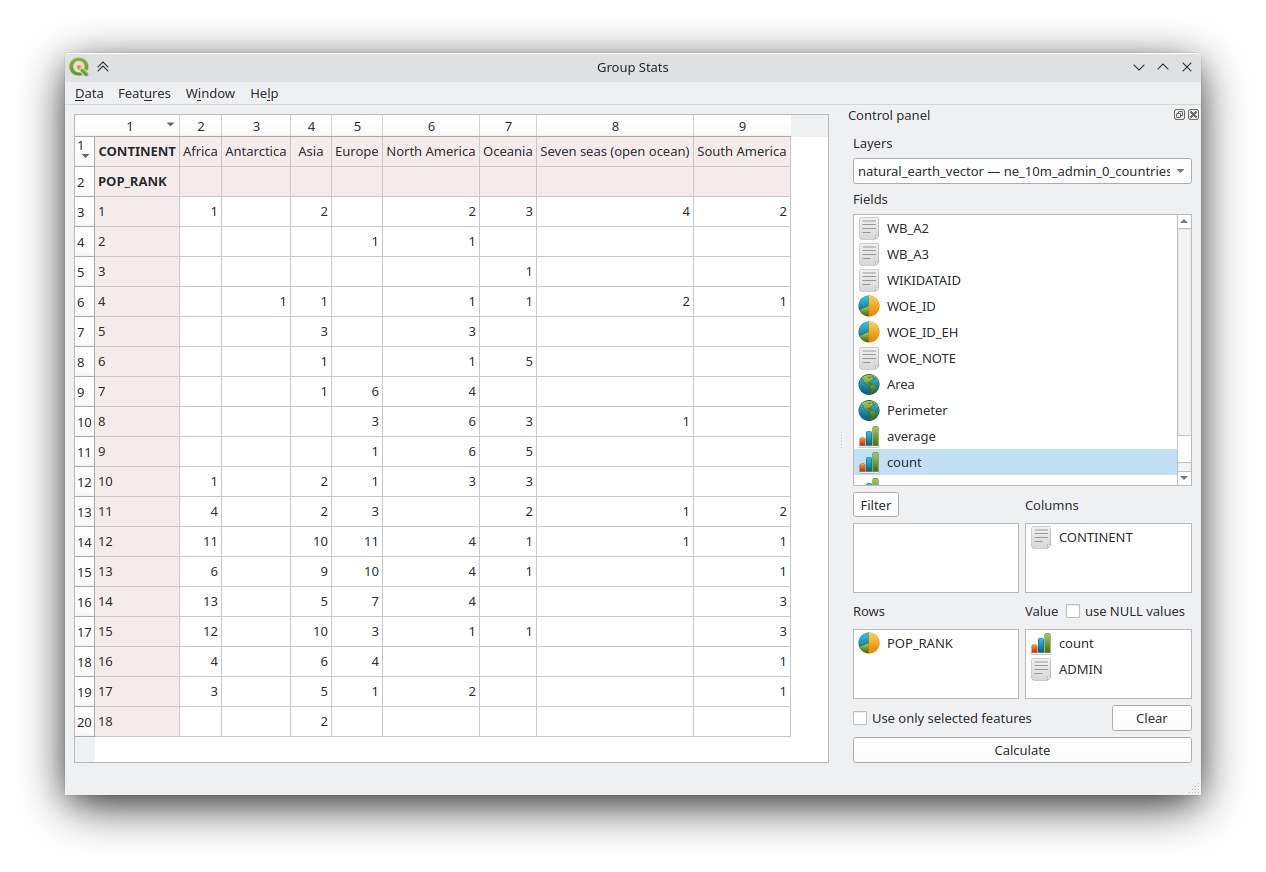 Group Stats
Data Features Window Help
1 2 3 4 5 6 7 8 9
1 CONTINENT Africa Antarctica Asia Europe North America Oceania Seven seas (open ocean) South America
2 POP_RANK
3 1 1 2 2 3 4 2
4 2 1 1
5 3 1
6 4 1 1 1 1 2 1
7 5 3 3
8 6 1 1 5
9 7 1 6 4
10 8 3 6 3 1
11 9 1 6 5
12 10 1 2 1 3 3
13 11 4 2 3 2 1 2
14 12 11 10 11 4 1 1 1
15 13 6 9 10 4 1 1
16 14 13 5 7 4 3
17 15 12 10 3 1 1 3
18 16 4 6 4 1
19 17 3 5 1 2 1
20 18 2
Control panel
Layers
natural_earth_vector — ne_10m_admin_0_countries
Fields
WB_A2
WB_A3
WIKIDATAID
WOE_ID
WOE_ID_EH
WOE_NOTE
Area
Perimeter
average
count
Filter Columns
CONTINENT
Rows Value use NULL values
POP_RANK count
ADMIN
Use only selected features Clear
Calculate